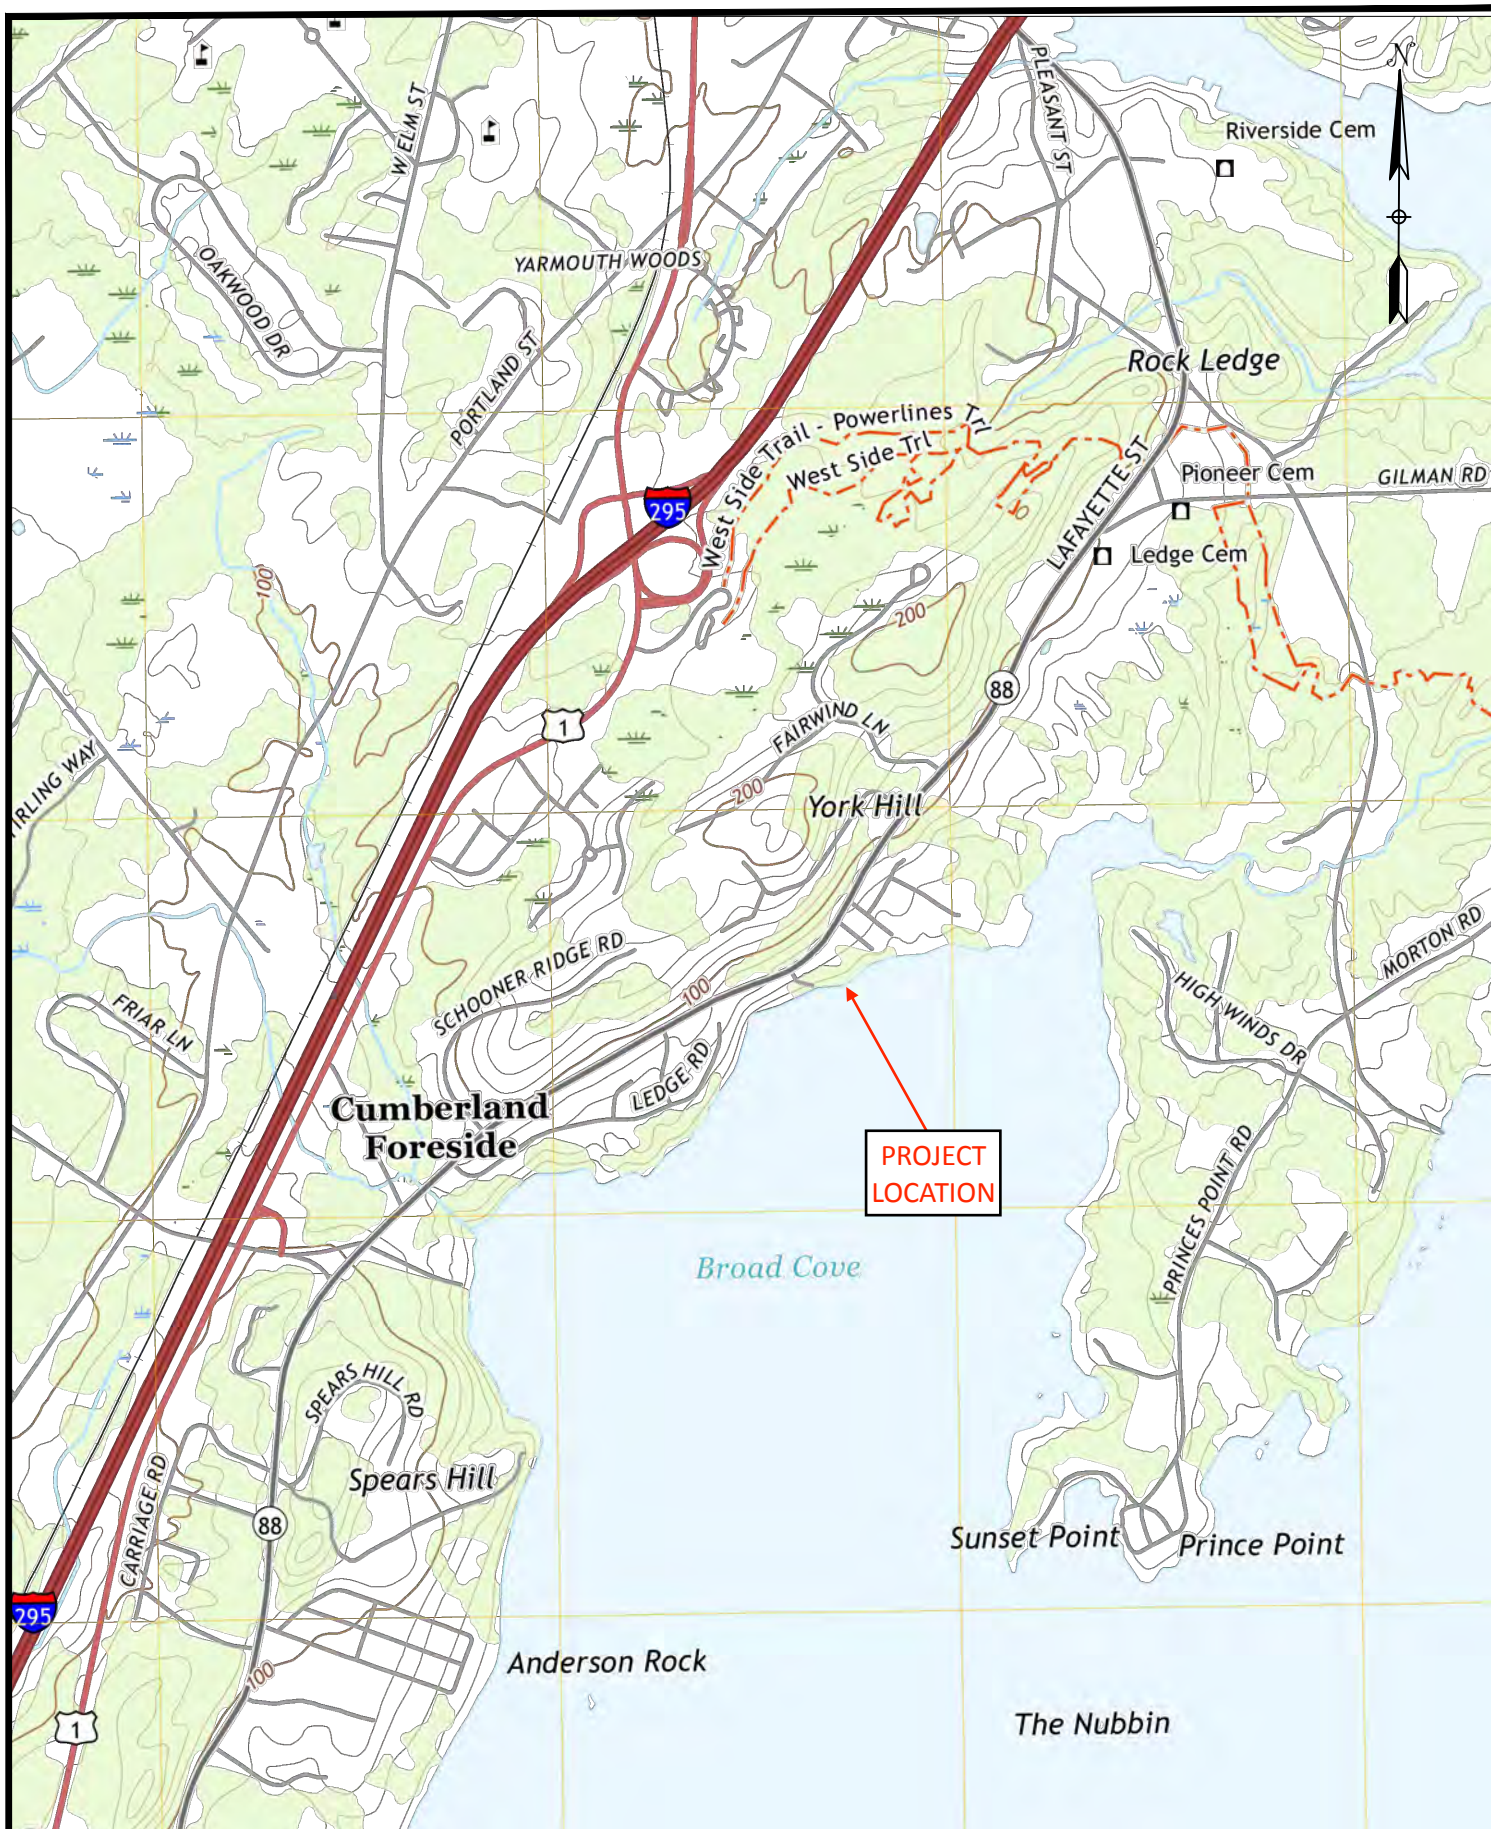 N
PLEASANT ST
Riverside Cem
W ELM ST
OAKWOOD DR
YARMOUTH WOODS
PORTLAND ST
Rock Ledge
West Side Trail - Powerlines Trl
West Side Trl
LAFAYETTE ST
Pioneer Cem
GILMAN RD
295
Ledge Cem
100
200
88
1
FAIRWIND LN
200
York Hill
TIRLING WAY
MORTON RD
SCHOONER RIDGE RD
HIGH WINDS DR
100
FRIAR LN
LEDGE RD
Cumberland
Foreside
PROJECT
LOCATION
PRINCES POINT RD
Broad Cove
SPEARS HILL RD
Spears Hill
CARRIAGE RD
88
Sunset Point
Prince Point
295
Anderson Rock
100
The Nubbin
1